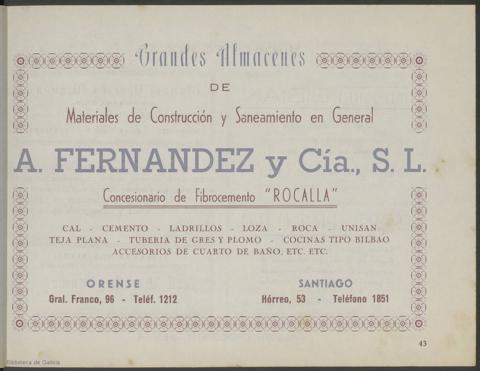 Grandes Almacenes
DE
Materiales de Construcción y Saneamiento en General
A. FERNANDEZ y Cía., S. L.
Concesionario de Fibrocemento "ROCALLA"
CAL - CEMENTO - LADRILLOS - LOZA - ROCA - UNISAN
TEJA PLANA - TUBERIA DE GRES Y PLOMO - COCINAS TIPO BILBAO
ACCESORIOS DE CUARTO DE BAÑO, ETC. ETC.
ORENSE
Gral. Franco, 96 - Teléf. 1212
SANTIAGO
Hórreo, 53 - Teléfono 1851
43
Biblioteca de Galicia